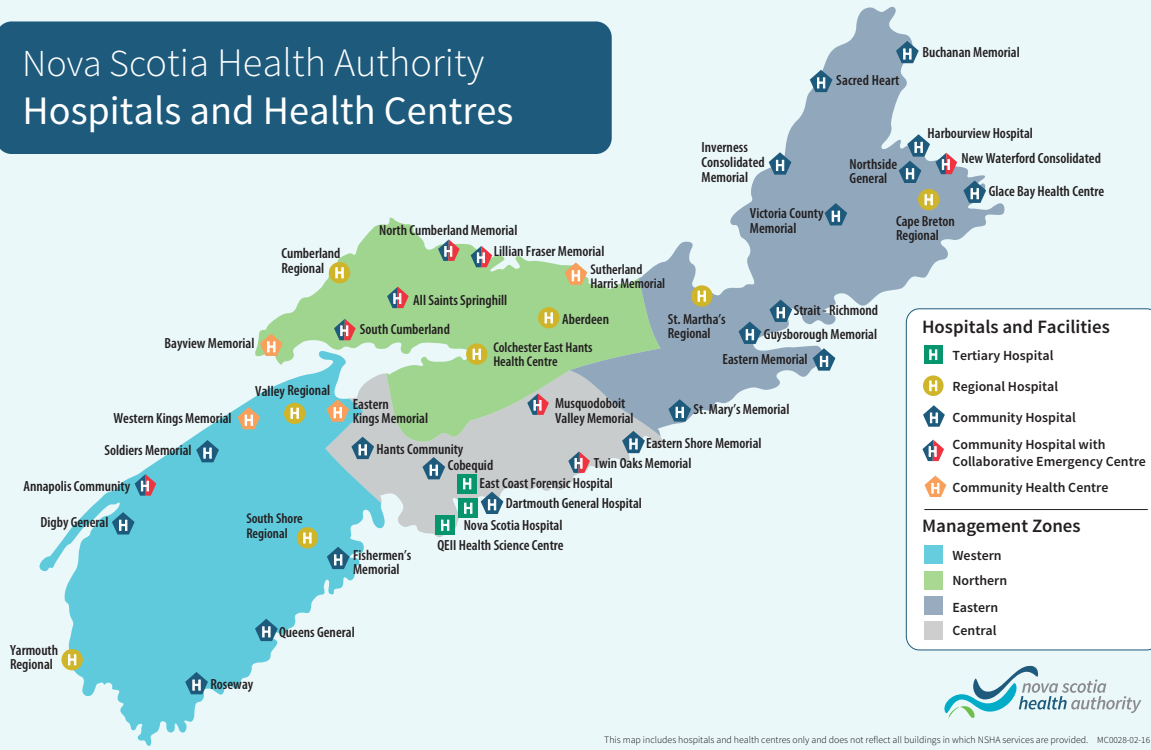 Nova Scotia Health Authority
Hospitals and Health Centres
H Buchanan Memorial
H Sacred Heart
Harbourview Hospital
H
Inverness
Consolidated
Memorial
H
Northside
General
H
H New Waterford Consolidated
H Glace Bay Health Centre
H
Cape Breton
Regional
Victoria County
Memorial
H
North Cumberland Memorial
H
H Lillian Fraser Memorial
Cumberland
Regional
H
H Sutherland
Harris Memorial
H All Saints Springhill
H Aberdeen
H South Cumberland
Bayview Memorial H
H Colchester East Hants
Health Centre
H
St. Martha's
Regional
H Strait - Richmond
H Guysborough Memorial
Eastern Memorial H
H St. Mary's Memorial
Valley Regional
H
Western Kings Memorial H
H Eastern
Kings Memorial
H Musquodoboit
Valley Memorial
Soldiers Memorial H
H Hants Community
H Eastern Shore Memorial
H Cobequid
H Twin Oaks Memorial
Annapolis Community H
H East Coast Forensic Hospital
H Dartmouth General Hospital
Digby General H
H
Nova Scotia Hospital
H
QEII Health Science Centre
South Shore
Regional
H
H Fishermen's
Memorial
H Queens General
Yarmouth
Regional
H
H Roseway
Hospitals and Facilities
H Tertiary Hospital
H Regional Hospital
H Community Hospital
H Community Hospital with
Collaborative Emergency Centre
H Community Health Centre
Management Zones
Western
Northern
Eastern
Central
nova scotia
health authority
This map includes hospitals and health centres only and does not reflect all buildings in which NSHA services are provided. MC0028-02-16